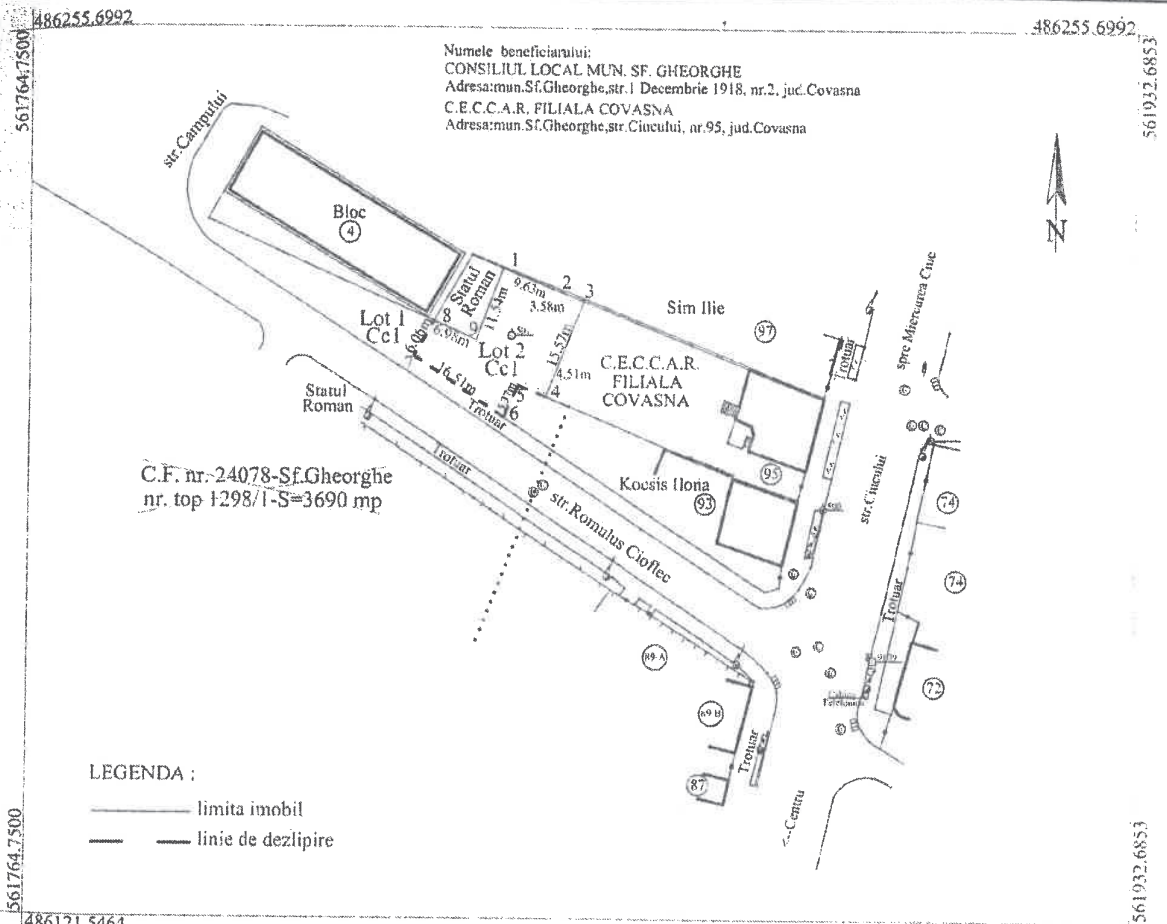 486255.6992
486255.6992
561764.7500
561932.6853
Numele beneficiarului:
CONSILIUL LOCAL MUN. SF. GHEORGHE
Adresa:mun.Sf.Gheorghe,str.1 Decembrie 1918, nr.2, jud.Covasna
C.E.C.C.A.R. FILIALA COVASNA
Adresa:mun.Sf.Gheorghe,str.Ciucului, nr.95, jud.Covasna
str.Campului
N
Bloc
4
Statul
Roman
1
9.63m
2
3
3.58m
Sim Ilie
97
Trotuar
spre Miercurea Ciuc
Lot 1
Cc1
8
6.98m
9
11.54m
6.06m
Lot 2
Cc1
15.57m
4.51m
4
C.E.C.C.A.R.
FILIALA
COVASNA
16.51m
5
6
Trotuar
Statul
Roman
Trotuar
C.F. nr. 24078-Sf.Gheorghe
nr. top 1298/1-S=3690 mp
Kocsis Ilona
95
93
str.Ciucului
str.Romulus Cioflec
74
74
Trotuar
89-A
89-B
72
Trotuar
87
<--Centru
LEGENDA :
limita imobil
linie de dezlipire
561764.7500
561932.6853
486121.5464